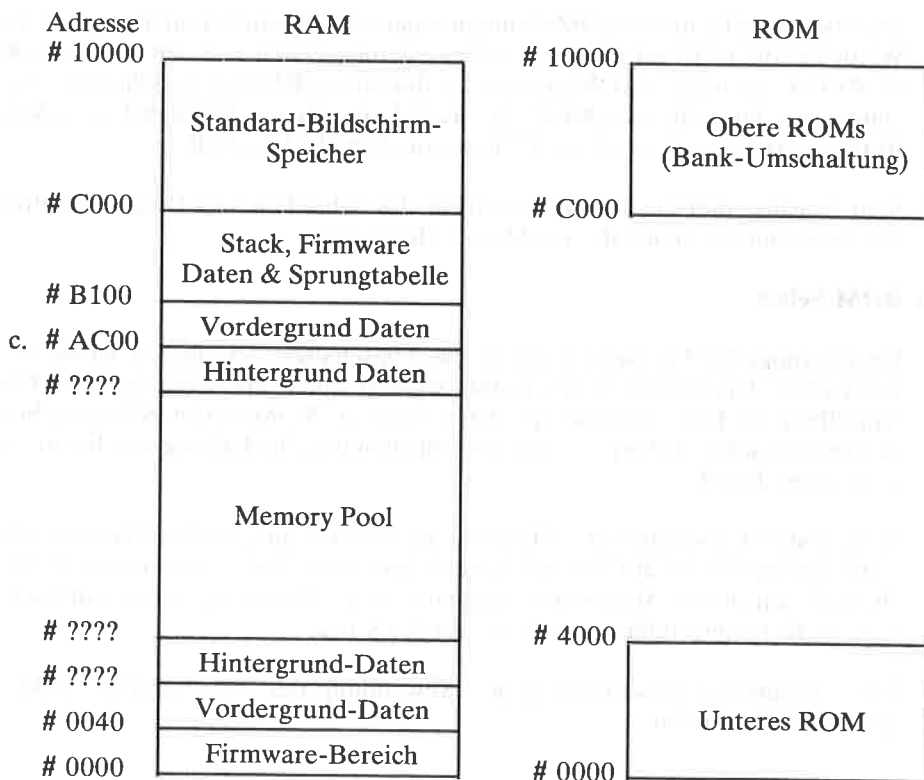 Adresse RAM ROM
# 10000 # 10000
Standard-Bildschirm-
Speicher
Obere ROMs
(Bank-Umschaltung)
# C000 # C000
Stack, Firmware
Daten & Sprungtabelle
# B100
Vordergrund Daten
c. # AC00
Hintergrund Daten
# ????
Memory Pool
# ???? # 4000
Hintergrund-Daten
# ????
Vordergrund-Daten
Unteres ROM
# 0040
Firmware-Bereich
# 0000 # 0000